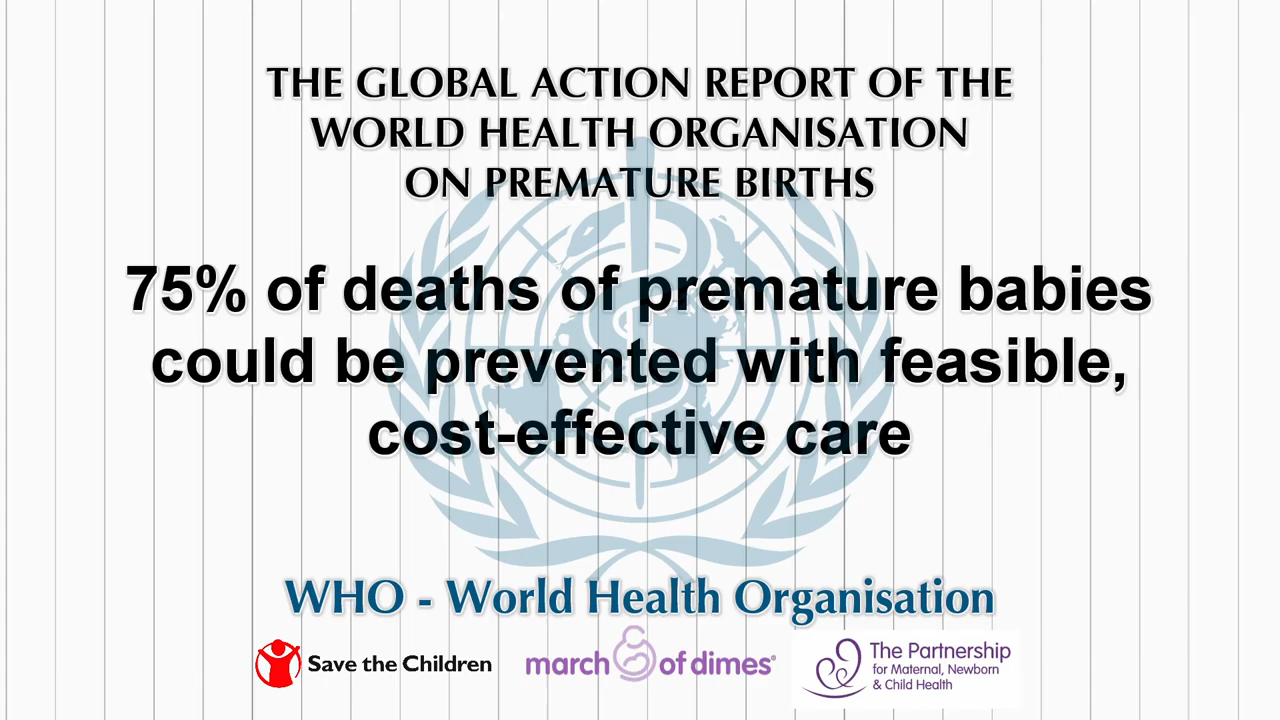 THE GLOBAL ACTION REPORT OF THE
WORLD HEALTH ORGANISATION
ON PREMATURE BIRTHS
75% of deaths of premature babies
could be prevented with feasible,
cost-effective care
WHO - World Health Organisation
Save the Children
march of dimes®
The Partnership
for Maternal, Newborn
& Child Health